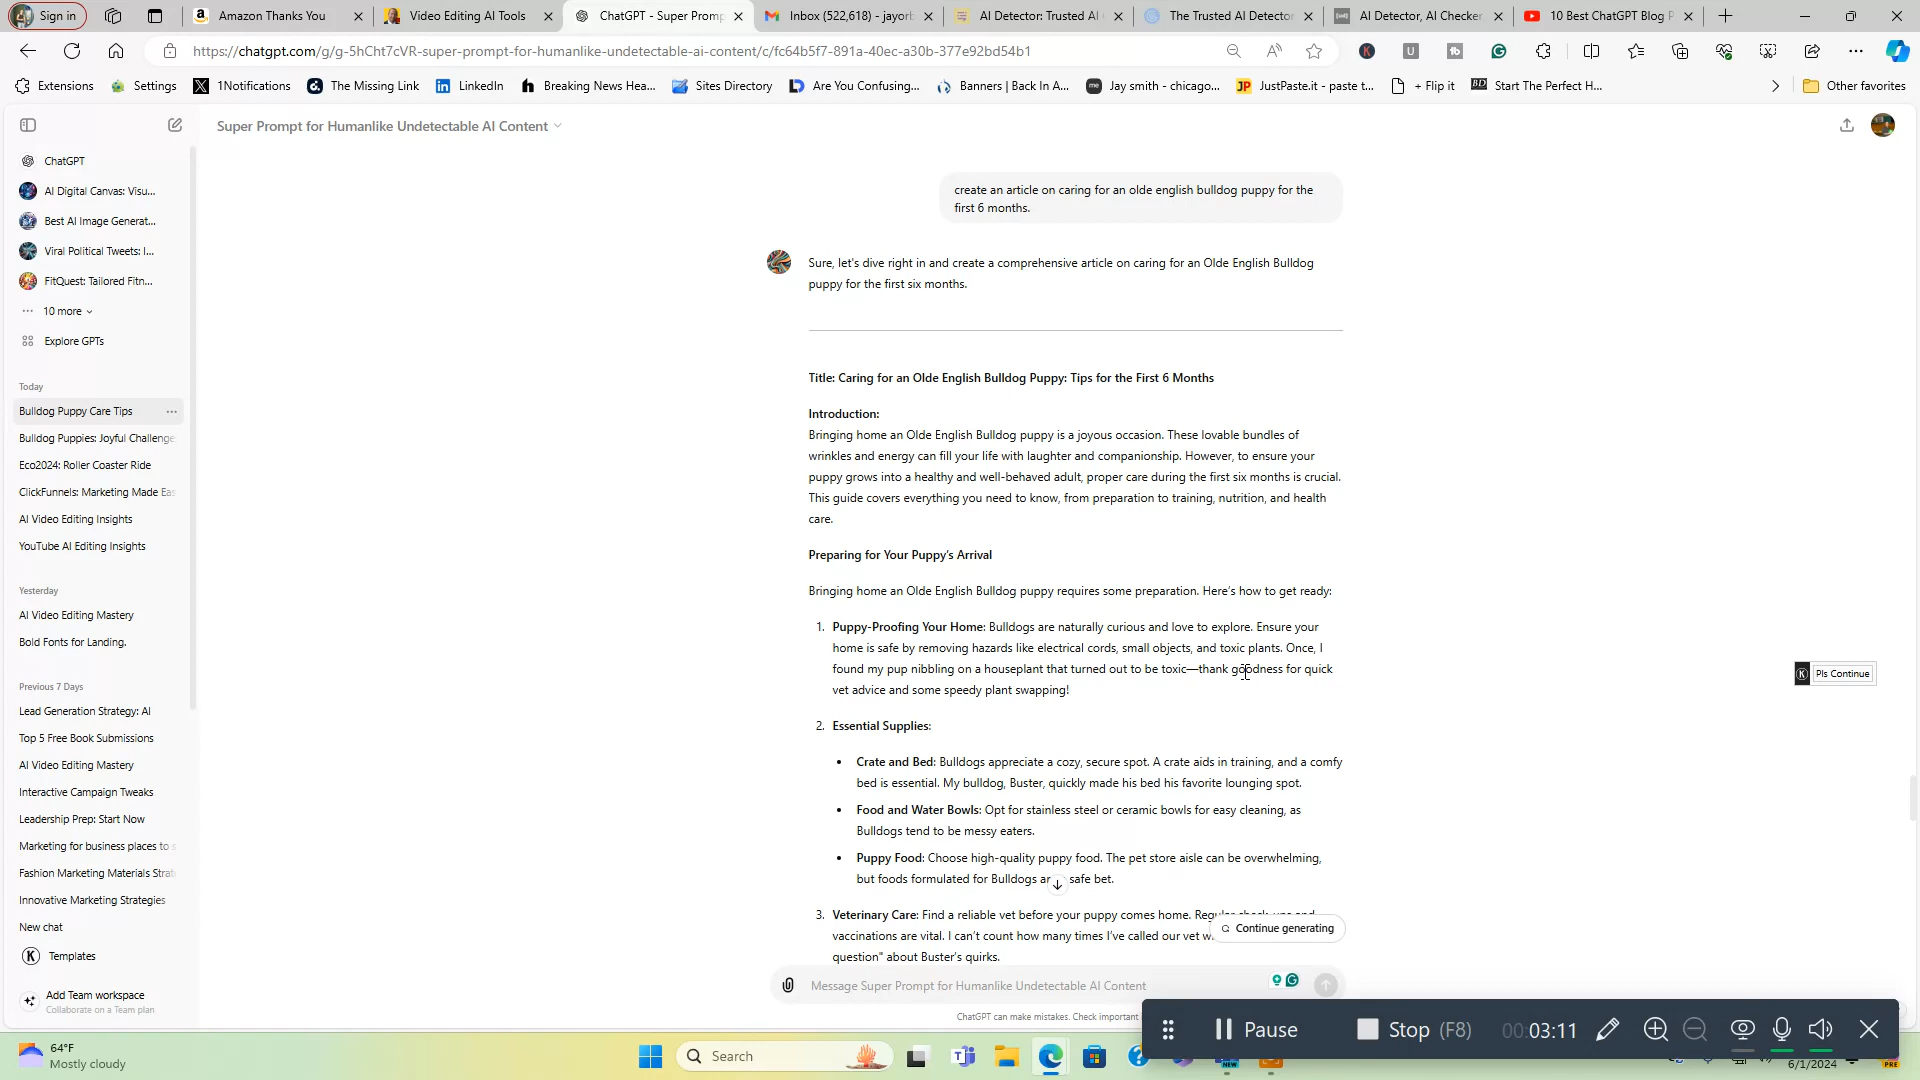 Sign in
Amazon Thanks You
Video Editing AI Tools
ChatGPT - Super Promp
Inbox (522,618) - jayorb
AI Detector: Trusted AI
The Trusted AI Detector
AI Detector, AI Checker
10 Best ChatGPT Blog P
https://chatgpt.com/g/g-5hCht7cVR-super-prompt-for-humanlike-undetectable-ai-content/c/fc64b5f7-891a-40ec-a30b-377e92bd54b1
Extensions
Settings
1Notifications
The Missing Link
LinkedIn
Breaking News Hea...
Sites Directory
Are You Confusing...
Banners | Back In A...
Jay smith - chicago...
JustPaste.it - paste t...
+ Flip it
Start The Perfect H...
Other favorites
Super Prompt for Humanlike Undetectable AI Content
ChatGPT
AI Digital Canvas: Visu...
Best AI Image Generat...
Viral Political Tweets: I...
FitQuest: Tailored Fitn...
10 more
Explore GPTs
Today
Bulldog Puppy Care Tips
Bulldog Puppies: Joyful Challenge
Eco2024: Roller Coaster Ride
ClickFunnels: Marketing Made Eas
AI Video Editing Insights
YouTube AI Editing Insights
Yesterday
AI Video Editing Mastery
Bold Fonts for Landing.
Previous 7 Days
Lead Generation Strategy: AI
Top 5 Free Book Submissions
AI Video Editing Mastery
Interactive Campaign Tweaks
Leadership Prep: Start Now
Marketing for business places to s
Fashion Marketing Materials Strat
Innovative Marketing Strategies
New chat
Templates
Add Team workspace
Collaborate on a Team plan
create an article on caring for an olde english bulldog puppy for the
first 6 months.
Sure, let's dive right in and create a comprehensive article on caring for an Olde English Bulldog
puppy for the first six months.
Title: Caring for an Olde English Bulldog Puppy: Tips for the First 6 Months
Introduction:
Bringing home an Olde English Bulldog puppy is a joyous occasion. These lovable bundles of
wrinkles and energy can fill your life with laughter and companionship. However, to ensure your
puppy grows into a healthy and well-behaved adult, proper care during the first six months is crucial.
This guide covers everything you need to know, from preparation to training, nutrition, and health
care.
Preparing for Your Puppy's Arrival
Bringing home an Olde English Bulldog puppy requires some preparation. Here's how to get ready:
1. Puppy-Proofing Your Home: Bulldogs are naturally curious and love to explore. Ensure your
home is safe by removing hazards like electrical cords, small objects, and toxic plants. Once, I
found my pup nibbling on a houseplant that turned out to be toxic—thank goodness for quick
vet advice and some speedy plant swapping!
2. Essential Supplies:
• Crate and Bed: Bulldogs appreciate a cozy, secure spot. A crate aids in training, and a comfy
bed is essential. My bulldog, Buster, quickly made his bed his favorite lounging spot.
• Food and Water Bowls: Opt for stainless steel or ceramic bowls for easy cleaning, as
Bulldogs tend to be messy eaters.
• Puppy Food: Choose high-quality puppy food. The pet store aisle can be overwhelming,
but foods formulated for Bulldogs are safe bet.
3. Veterinary Care: Find a reliable vet before your puppy comes home. Regular check-ups and
vaccinations are vital. I can't count how many times I've called our vet w
question" about Buster's quirks.
Continue generating
Pls Continue
Message Super Prompt for Humanlike Undetectable AI Content
ChatGPT can make mistakes. Check important
Pause
Stop (F8)
00:03:11
64°F
Mostly cloudy
Search
NEW
6/1/2024
PRE